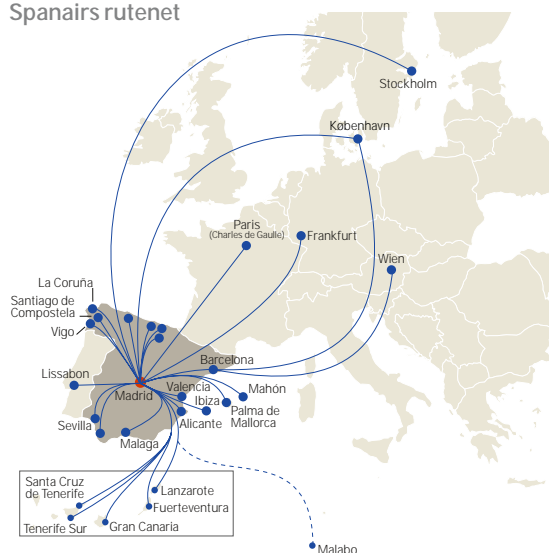 Spanairs rutenet
Stockholm
København
Paris
(Charles de Gaulle)
Frankfurt
Wien
La Coruña
Santiago de
Compostela
Vigo
Barcelona
Lissabon
Madrid
Valencia
Mahón
Ibiza
Palma de
Mallorca
Sevilla
Alicante
Malaga
Santa Cruz
de Tenerife
Lanzarote
Fuerteventura
Tenerife Sur
Gran Canaria
Malabo